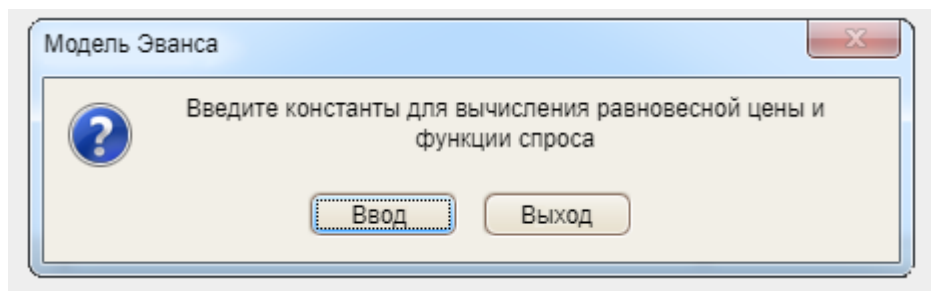 Модель Эванса
Введите константы для вычисления равновесной цены и
функции спроса
Ввод
Выход